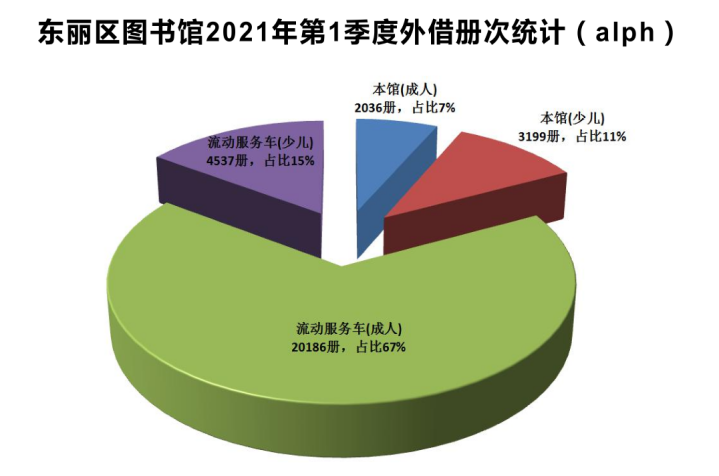 东丽区图书馆2021年第1季度外借册次统计（alph）
本馆(成人)
2036册，占比7%
本馆(少儿)
3199册，占比11%
流动服务车(少儿)
4537册，占比15%
流动服务车(成人)
20186册，占比67%